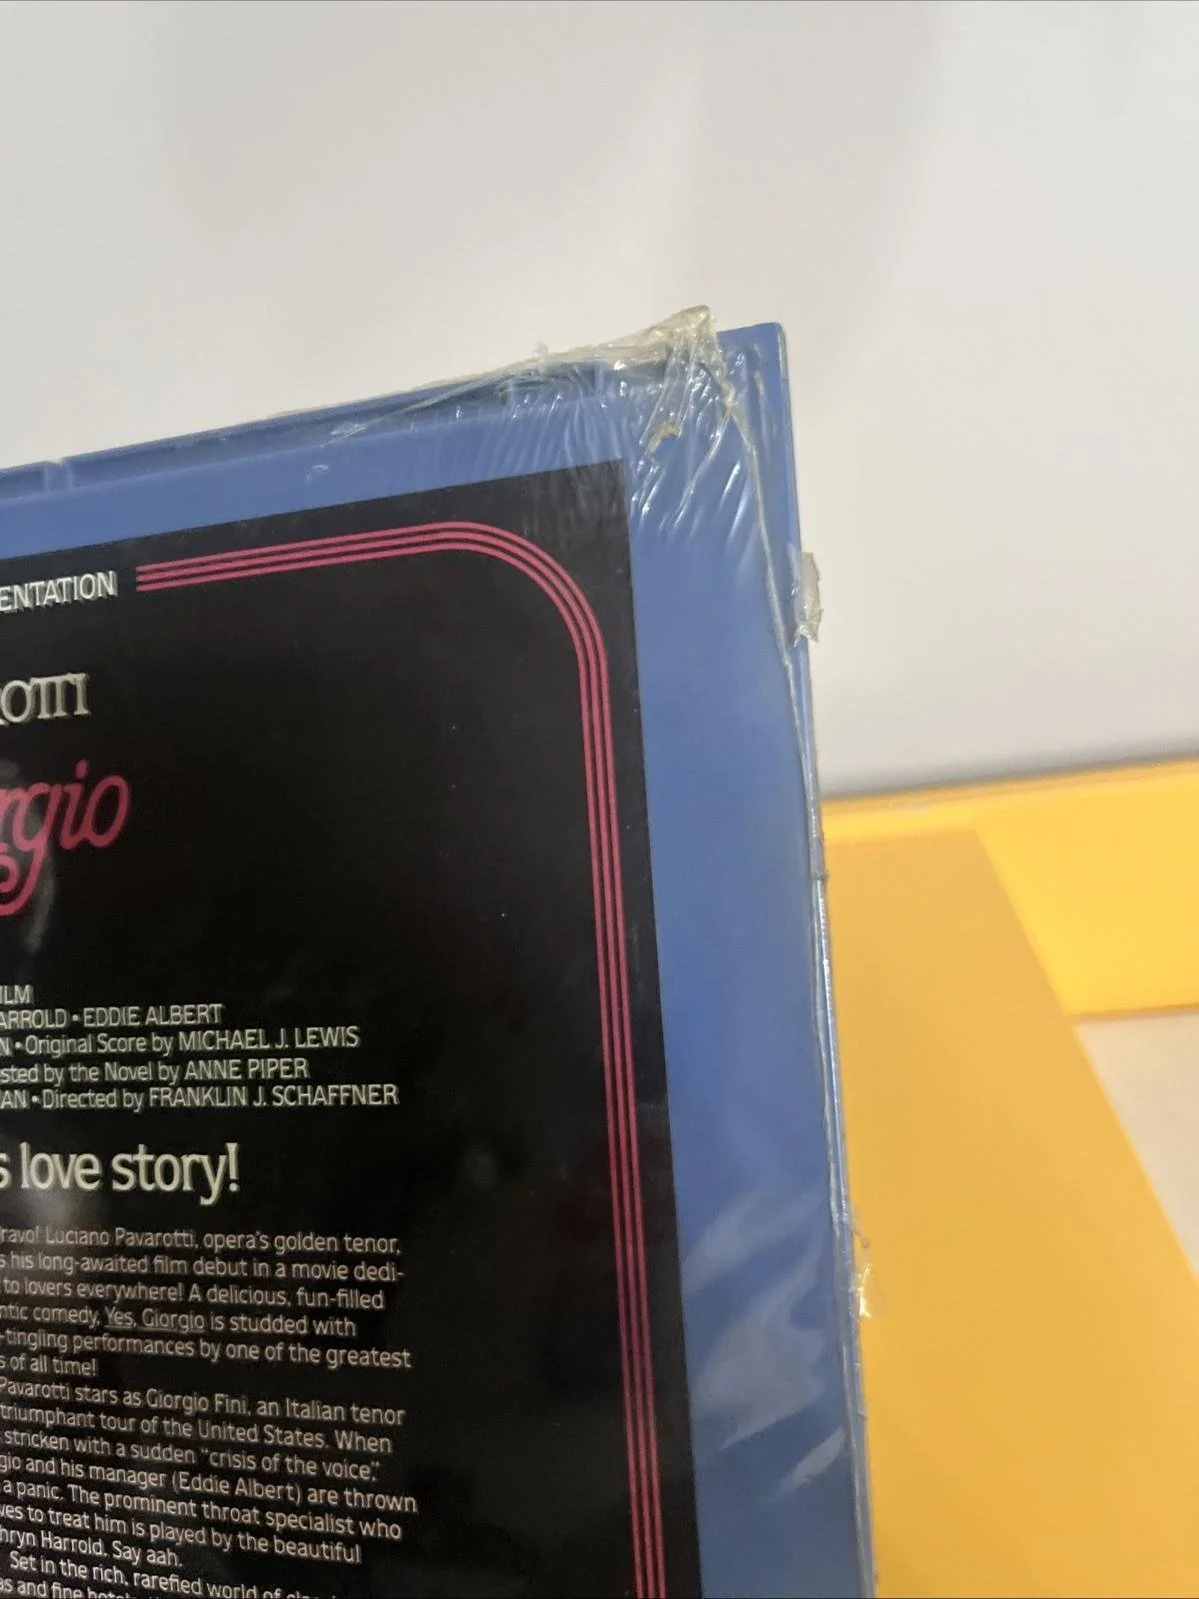 ENTATION
OTTI
rgio
ILM
ARROLD • EDDIE ALBERT
N • Original Score by MICHAEL J. LEWIS
sted by the Novel by ANNE PIPER
AN • Directed by FRANKLIN J. SCHAFFNER
s love story!
ravo! Luciano Pavarotti, opera's golden tenor,
s his long-awaited film debut in a movie dedi-
to lovers everywhere! A delicious, fun-filled
ntic comedy, Yes, Giorgio is studded with
-tingling performances by one of the greatest
s of all time!
Pavarotti stars as Giorgio Fini, an Italian tenor
triumphant tour of the United States. When
stricken with a sudden "crisis of the voice,"
gio and his manager (Eddie Albert) are thrown
a panic. The prominent throat specialist who
ves to treat him is played by the beautiful
hryn Harrold. Say aah.
Set in the rich, rarefied world of
as and fine